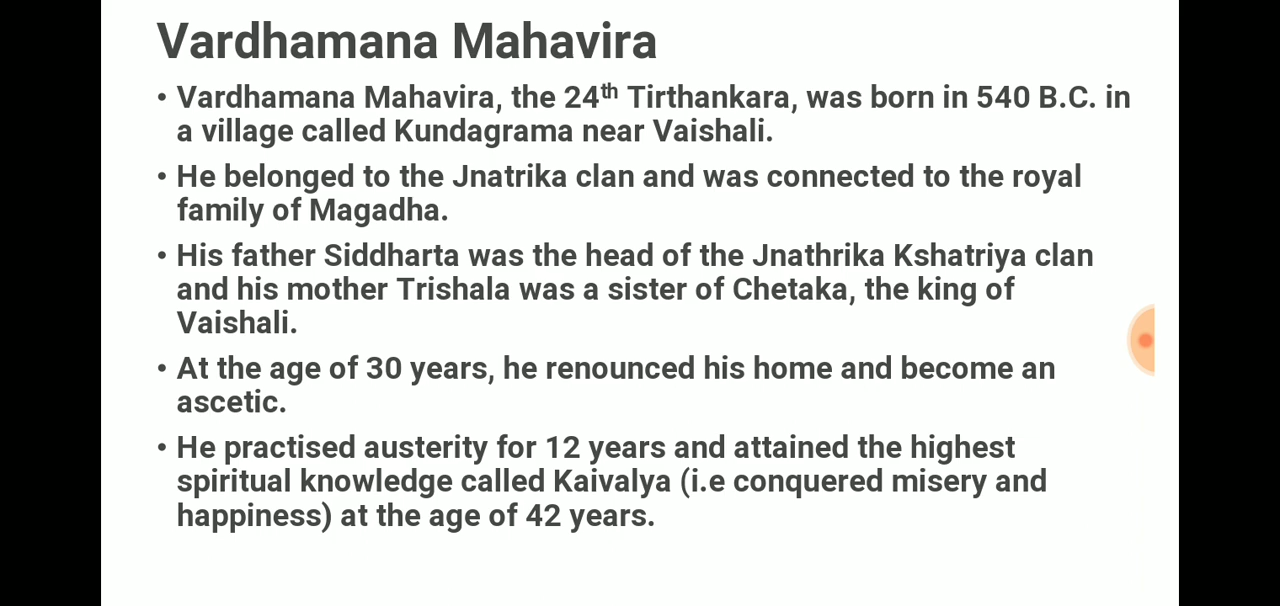 Vardhamana Mahavira
• Vardhamana Mahavira, the 24th Tirthankara, was born in 540 B.C. in
a village called Kundagrama near Vaishali.
• He belonged to the Jnatrika clan and was connected to the royal
family of Magadha.
• His father Siddharta was the head of the Jnathrika Kshatriya clan
and his mother Trishala was a sister of Chetaka, the king of
Vaishali.
• At the age of 30 years, he renounced his home and become an
ascetic.
• He practised austerity for 12 years and attained the highest
spiritual knowledge called Kaivalya (i.e conquered misery and
happiness) at the age of 42 years.